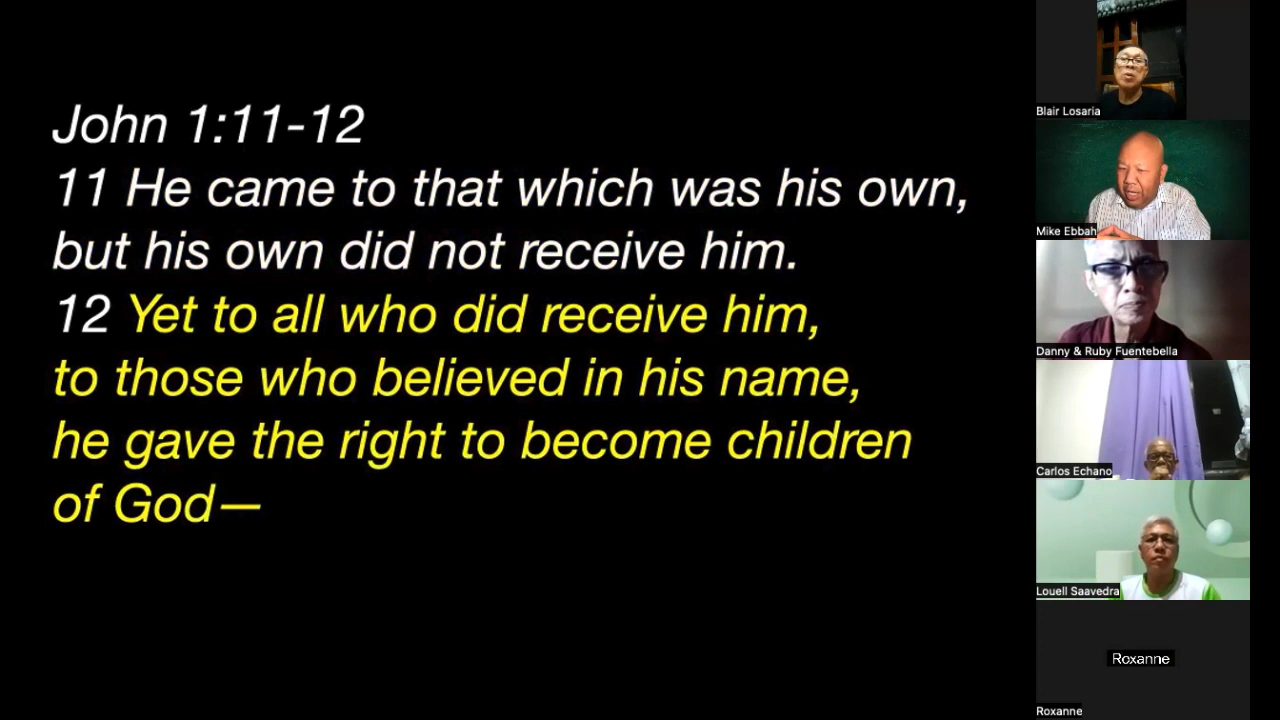 John 1:11-12
11 He came to that which was his own,
but his own did not receive him.
12 Yet to all who did receive him,
to those who believed in his name,
he gave the right to become children
of God—
Blair Losaria
Mike Ebbah
Danny & Ruby Fuentebella
Carlos Echano
Louell Saavedra
Roxanne
Roxanne